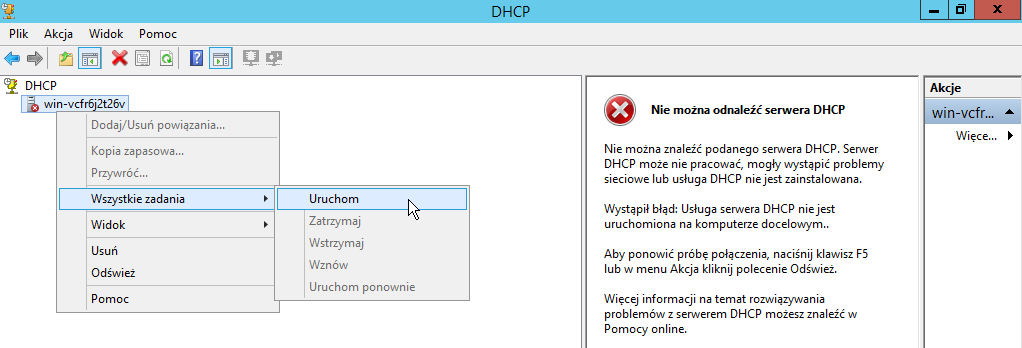 DHCP
Plik Akcja Widok Pomoc
DHCP
win-vcfr6j2t26v
Dodaj/Usuń powiązania...
Kopia zapasowa...
Przywróć...
Wszystkie zadania
Widok
Usuń
Odśwież
Pomoc
Uruchom
Zatrzymaj
Wstrzymaj
Wznów
Uruchom ponownie
Nie można odnaleźć serwera DHCP
Nie można znaleźć podanego serwera DHCP. Serwer
DHCP może nie pracować, mogły wystąpić problemy
sieciowe lub usługa DHCP nie jest zainstalowana.
Wystąpił błąd: Usługa serwera DHCP nie jest
uruchomiona na komputerze docelowym..
Aby ponowić próbę połączenia, naciśnij klawisz F5
lub w menu Akcja kliknij polecenie Odśwież.
Więcej informacji na temat rozwiązywania
problemów z serwerem DHCP możesz znaleźć w
Pomocy online.
Akcje
win-vcfr...
Więcej...